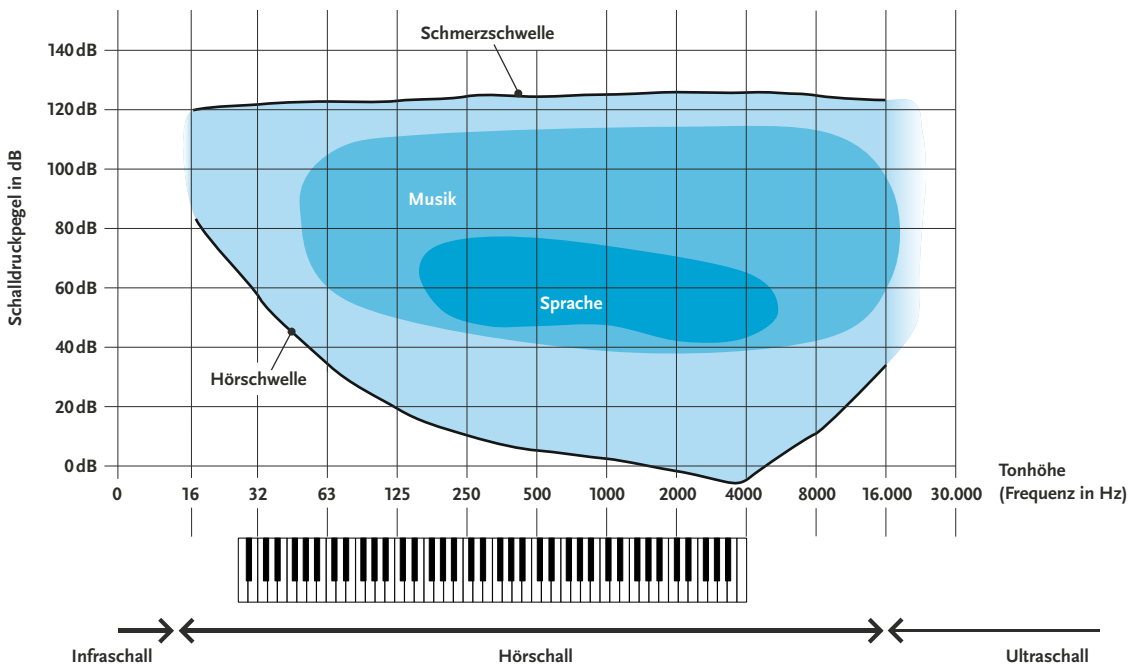 Schmerzschwelle
140 dB
120 dB
100 dB
80 dB
60 dB
40 dB
20 dB
0 dB
Schalldruckpegel in dB
Musik
Sprache
Hörschwelle
0 16 32 63 125 250 500 1000 2000 4000 8000 16.000 30.000
Tonhöhe
(Frequenz in Hz)
Infraschall Hörschall Ultraschall